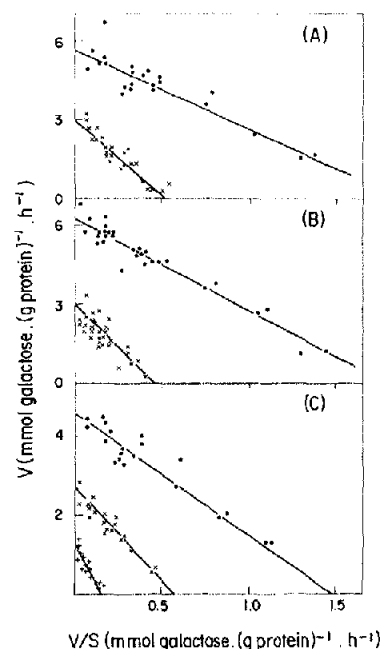 (A)
6
3
0
(B)
6
3
0
(C)
4
2
0.5
1.0
1.5
V (mmol galactose. (g protein)⁻¹ . h⁻¹)
V/S (mmol galactose. (g protein)⁻¹ . h⁻¹